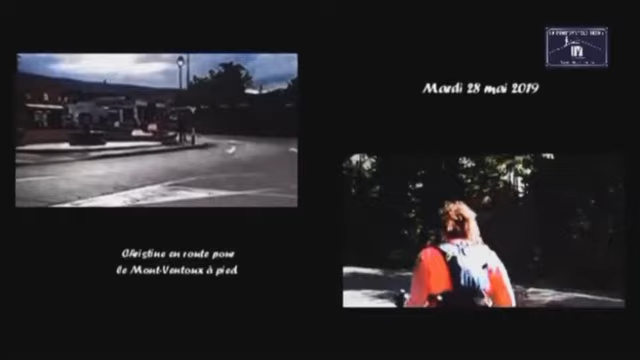 Mardi 28 mai 2019
Christine en route pour
le Mont-Ventoux à pied